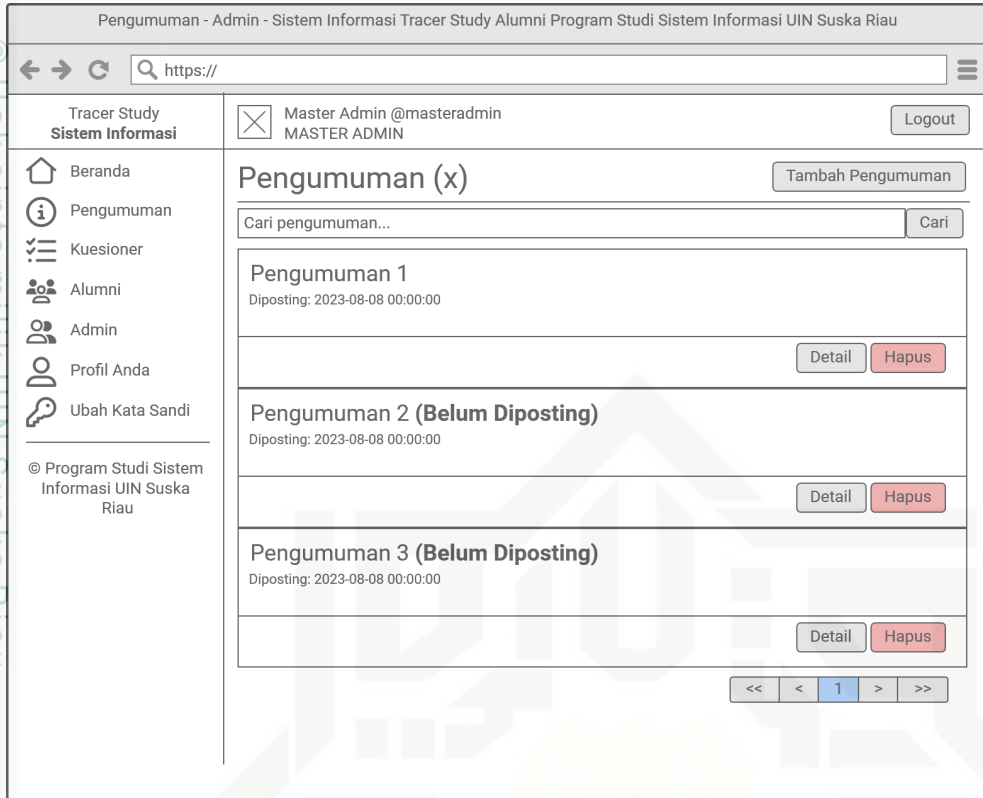 Pengumuman - Admin - Sistem Informasi Tracer Study Alumni Program Studi Sistem Informasi UIN Suska Riau
https://
Tracer Study
Sistem Informasi
Master Admin @masteradmin
MASTER ADMIN
Logout
Beranda
Pengumuman
Kuesioner
Alumni
Admin
Profil Anda
Ubah Kata Sandi
© Program Studi Sistem
Informasi UIN Suska
Riau
Pengumuman (x)
Tambah Pengumuman
Cari pengumuman...
Cari
Pengumuman 1
Diposting: 2023-08-08 00:00:00
Detail
Hapus
Pengumuman 2 (Belum Diposting)
Diposting: 2023-08-08 00:00:00
Detail
Hapus
Pengumuman 3 (Belum Diposting)
Diposting: 2023-08-08 00:00:00
Detail
Hapus
<< < 1 > >>